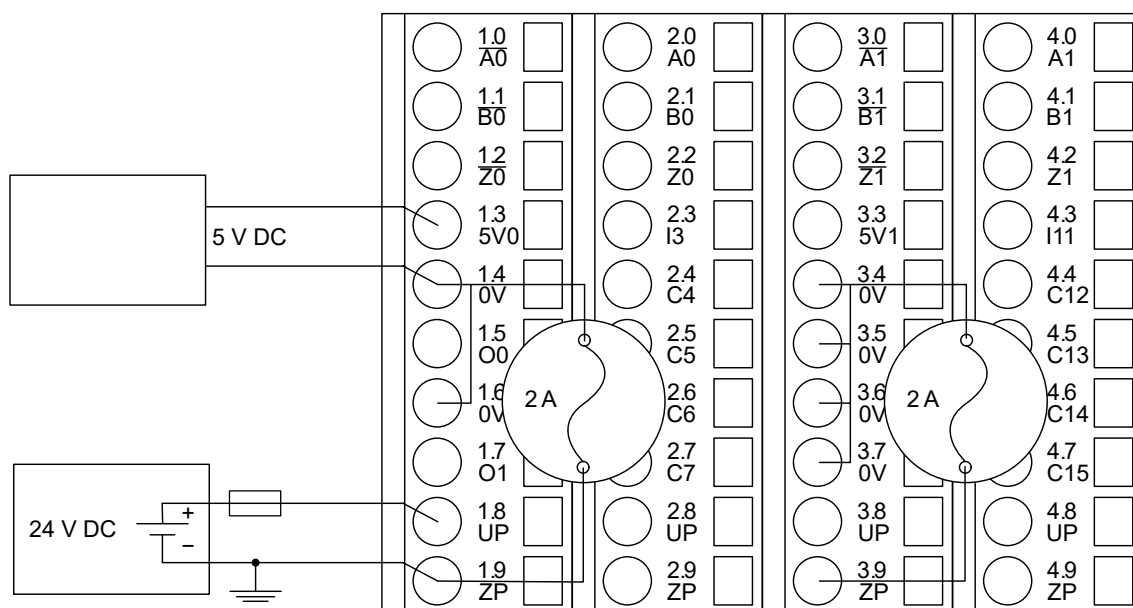 1.0
A0
2.0
A0
3.0
A1
4.0
A1
1.1
B0
2.1
B0
3.1
B1
4.1
B1
1.2
Z0
2.2
Z0
3.2
Z1
4.2
Z1
5 V DC
1.3
5V0
2.3
I3
3.3
5V1
4.3
I11
1.4
0V
2.4
C4
3.4
0V
4.4
C12
1.5
O0
2.5
C5
3.5
0V
4.5
C13
1.6
0V
2 A
2.6
C6
3.6
0V
2 A
4.6
C14
1.7
O1
2.7
C7
3.7
0V
4.7
C15
24 V DC
+
–
1.8
UP
2.8
UP
3.8
UP
4.8
UP
1.9
ZP
2.9
ZP
3.9
ZP
4.9
ZP